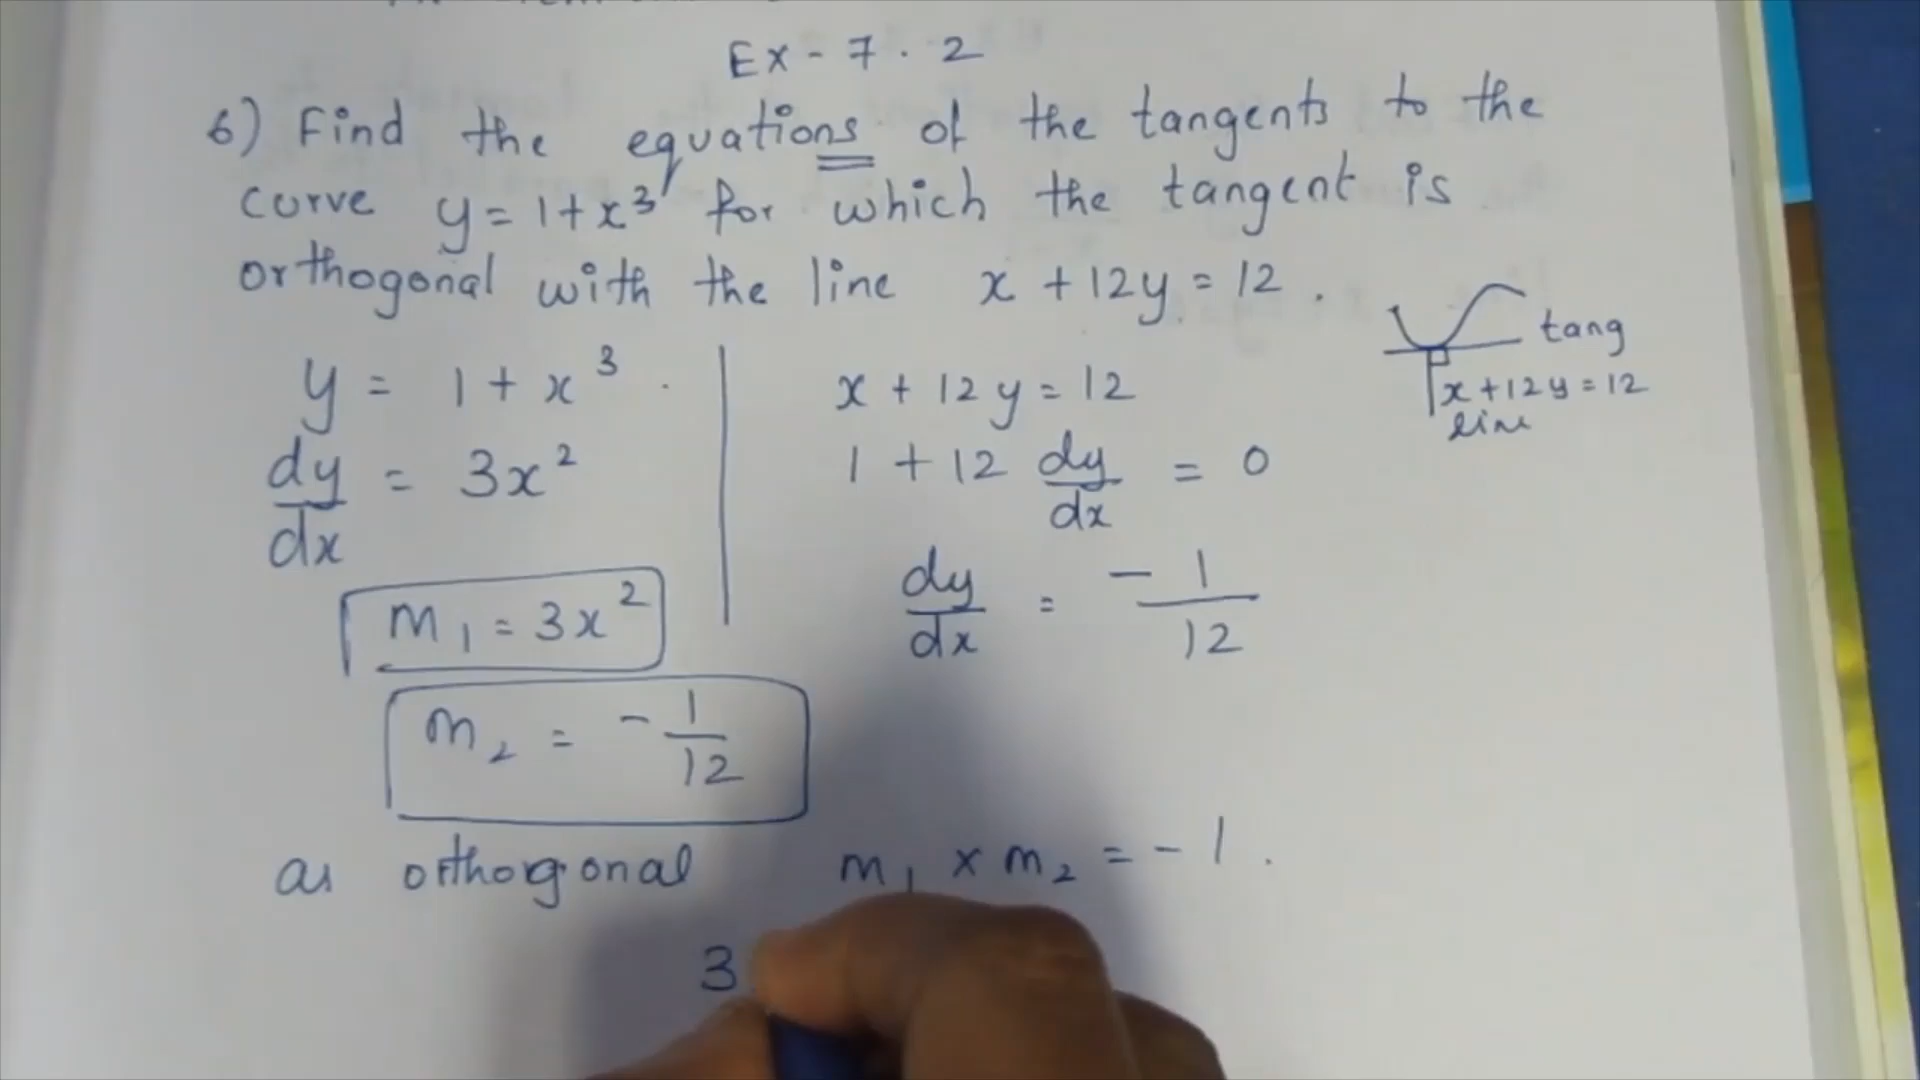 Ex - 7.2
6) Find the equations of the tangents to the
curve y = 1 + x³ for which the tangent is
orthogonal with the line x + 12y = 12.
tang
x + 12y = 12
line
y = 1 + x³.
dy/dx = 3x²
m₁ = 3x²
x + 12y = 12
1 + 12 dy/dx = 0
dy/dx = -1/12
m₂ = -1/12
as orthogonal m₁ × m₂ = -1.
3